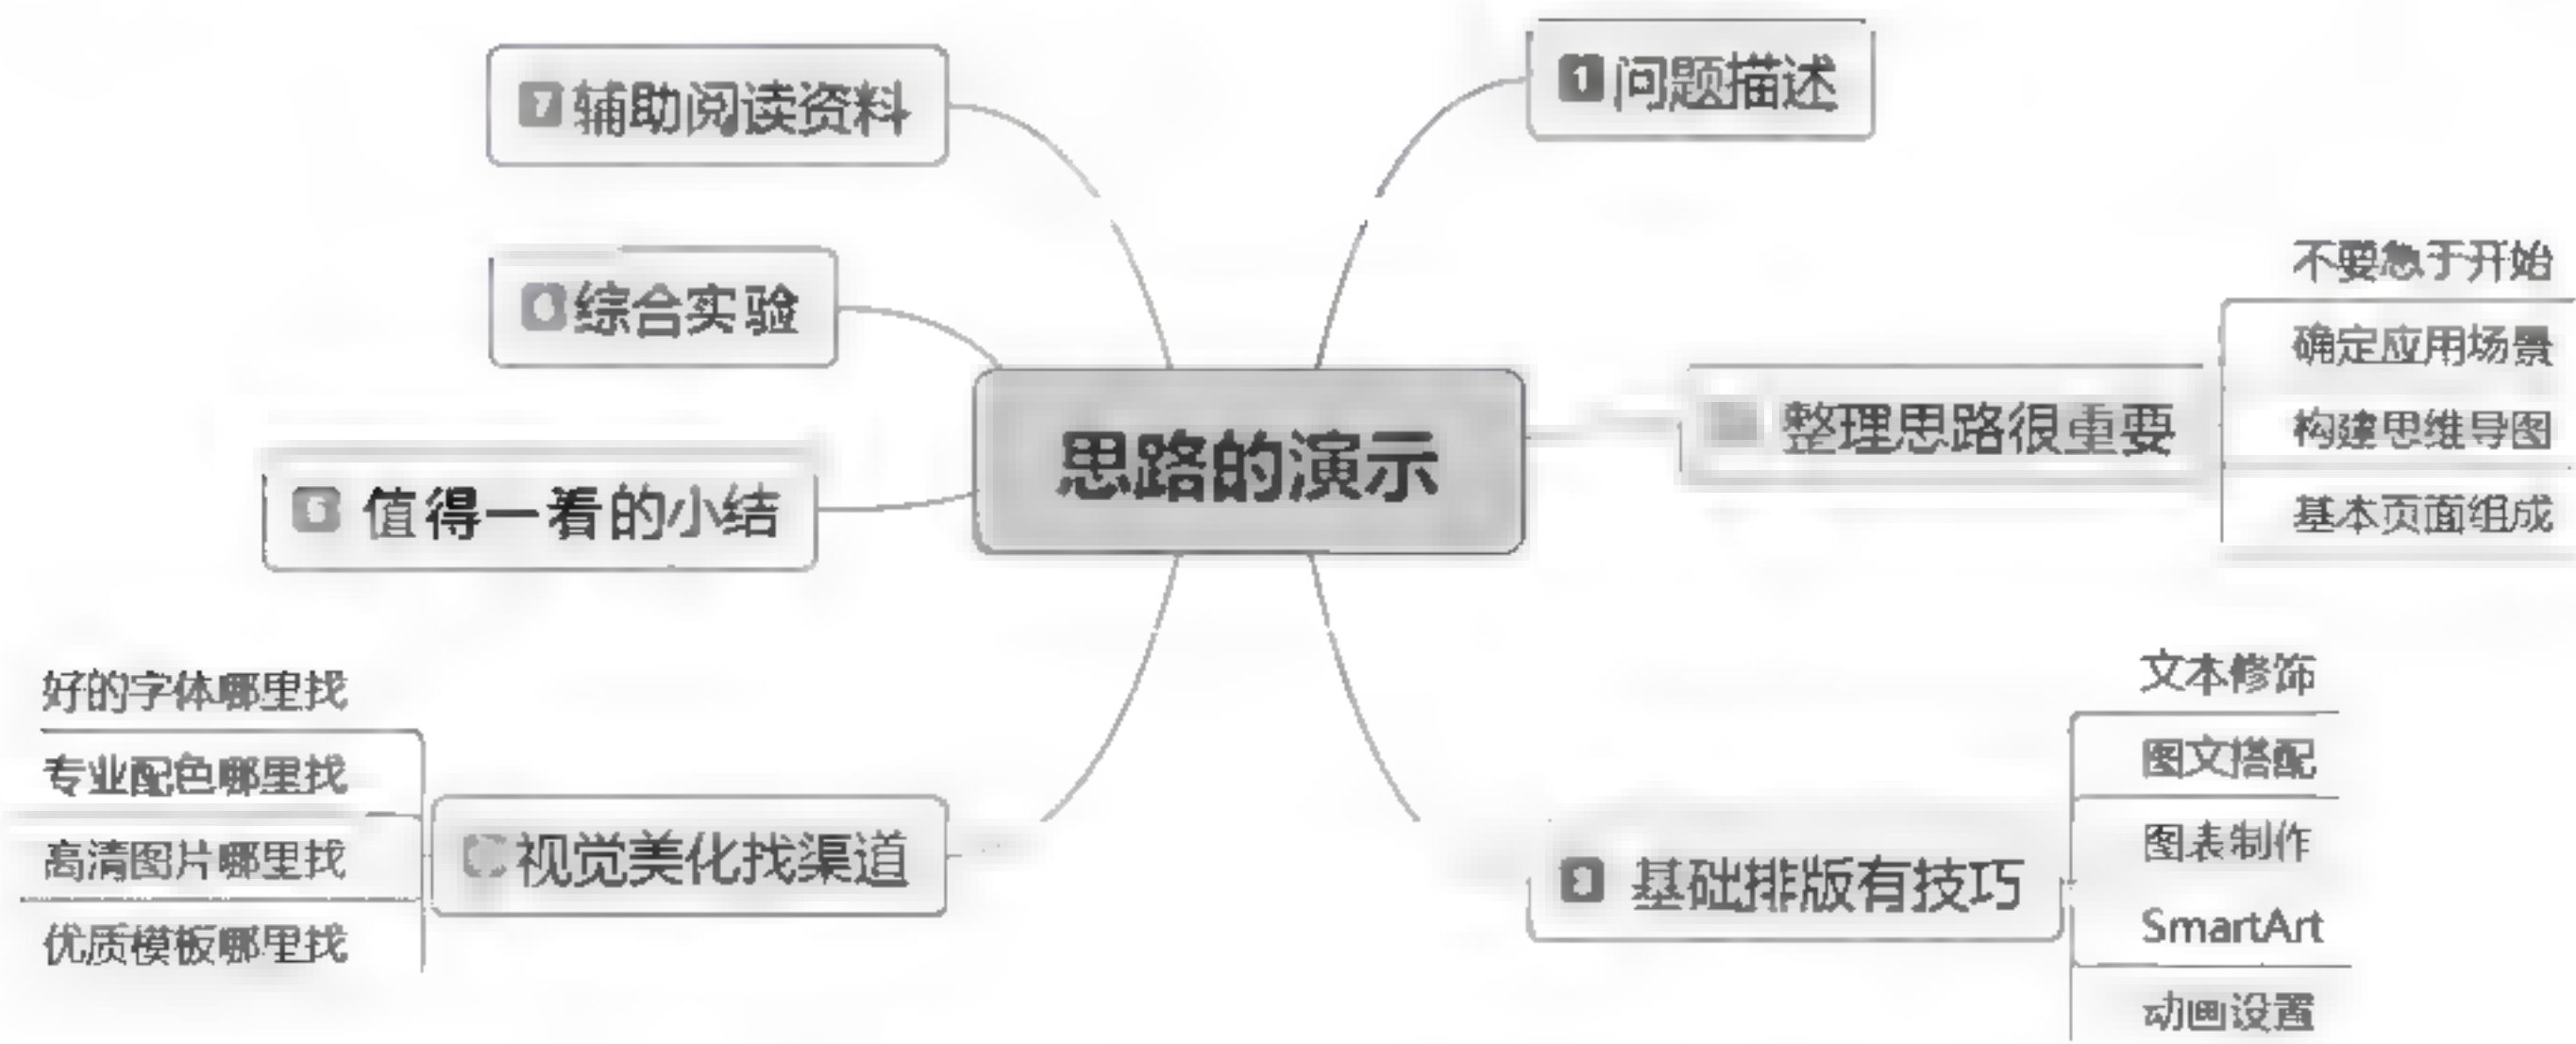 思路的演示
1 问题描述
整理思路很重要
不要急于开始
确定应用场景
构建思维导图
基本页面组成
3 基础排版有技巧
文本修饰
图文搭配
图表制作
SmartArt
动画设置
视觉美化找渠道
好的字体哪里找
专业配色哪里找
高清图片哪里找
优质模板哪里找
5 值得一看的小结
6 综合实验
7 辅助阅读资料